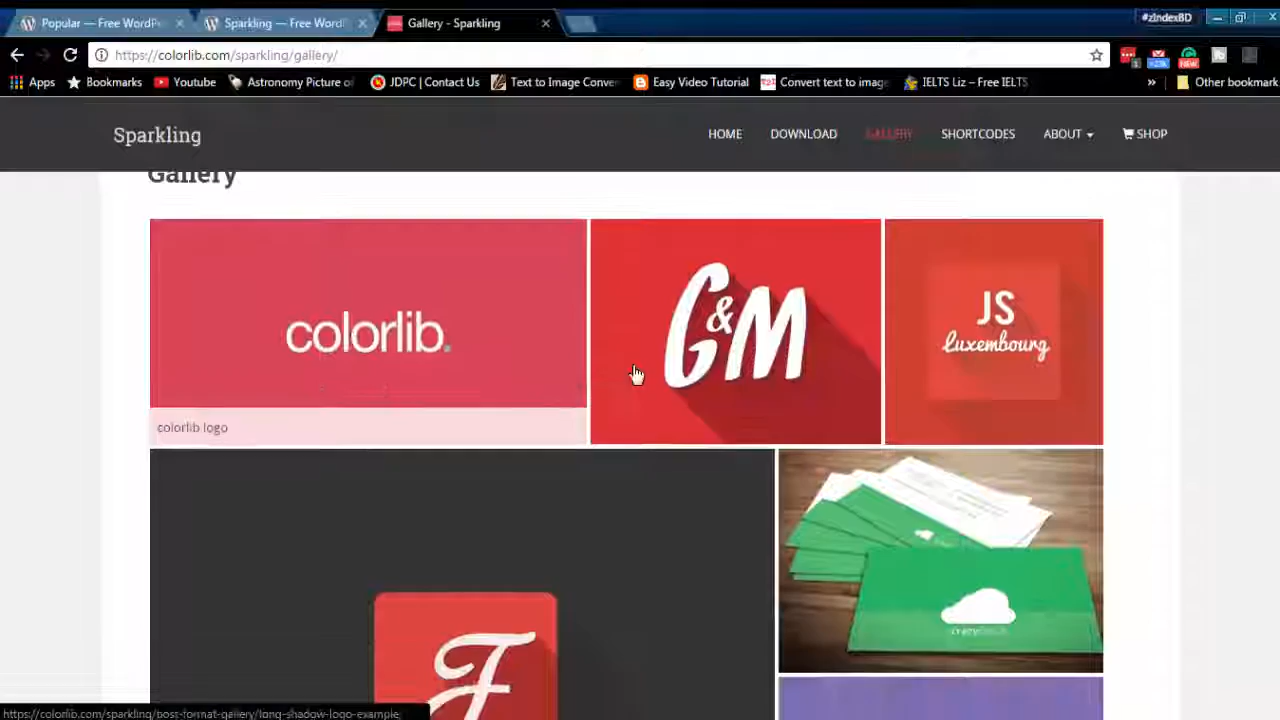 Popular — Free WordPr
Sparkling — Free WordP
Gallery - Sparkling
#zIndexBD
https://colorlib.com/sparkling/gallery/
Apps
Bookmarks
Youtube
Astronomy Picture of
JDPC | Contact Us
Text to Image Conver
Easy Video Tutorial
Convert text to image
IELTS Liz – Free IELTS
»
Other bookmark
Sparkling
HOME
DOWNLOAD
GALLERY
SHORTCODES
ABOUT
SHOP
Gallery
colorlib.
G&M
JS
Luxembourg
colorlib logo
F
https://colorlib.com/sparkling/post-format-gallery/long-shadow-logo-example,